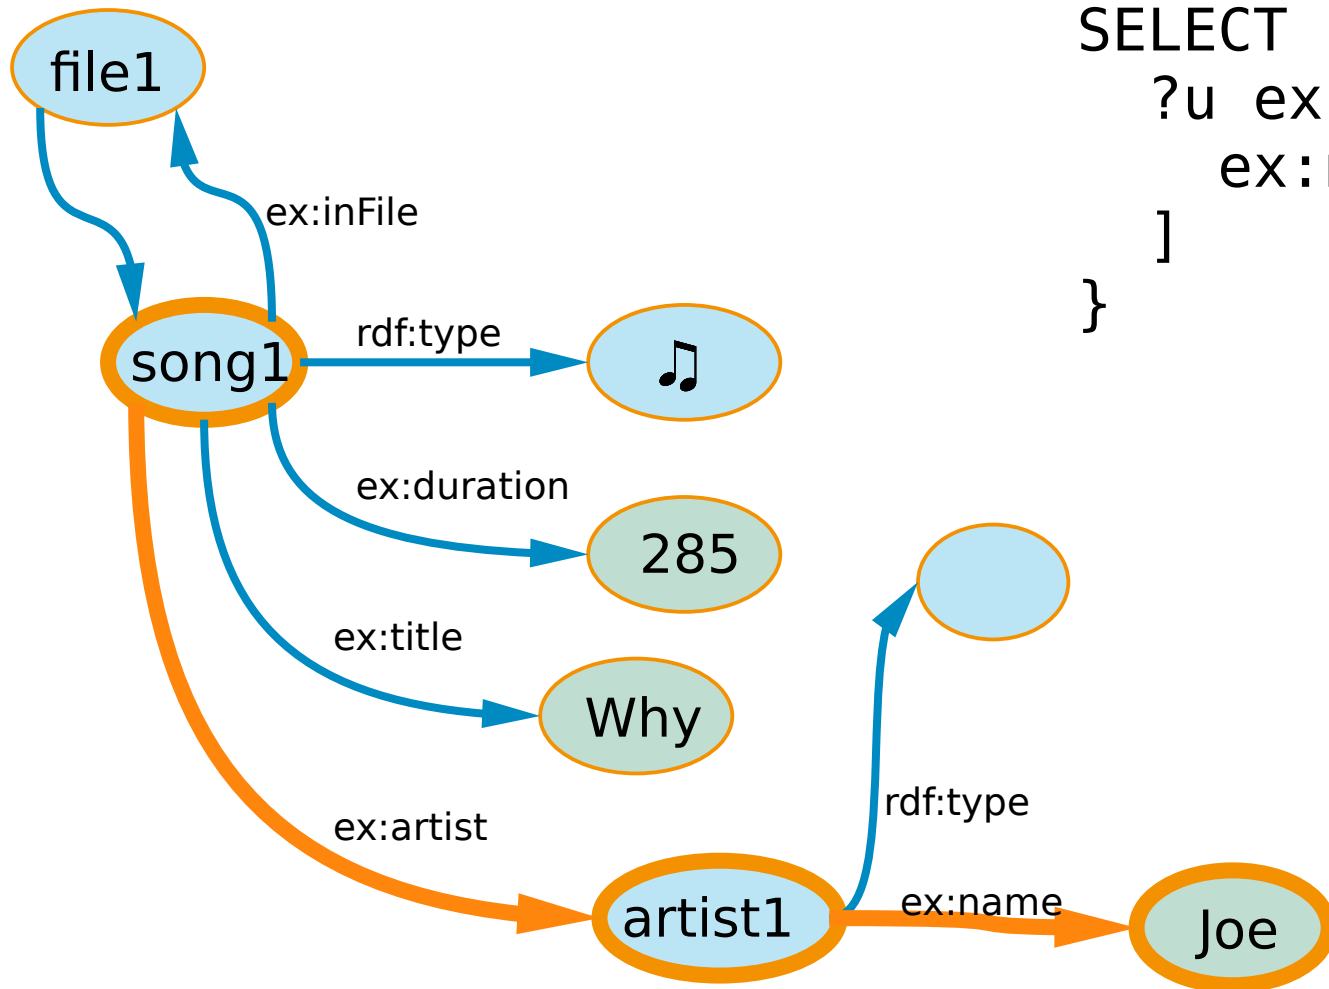 file1
SELECT
?u ex
ex:
]
}
ex:inFile
song1
rdf:type
♫
ex:duration
285
ex:title
Why
rdf:type
ex:artist
artist1
ex:name
Joe